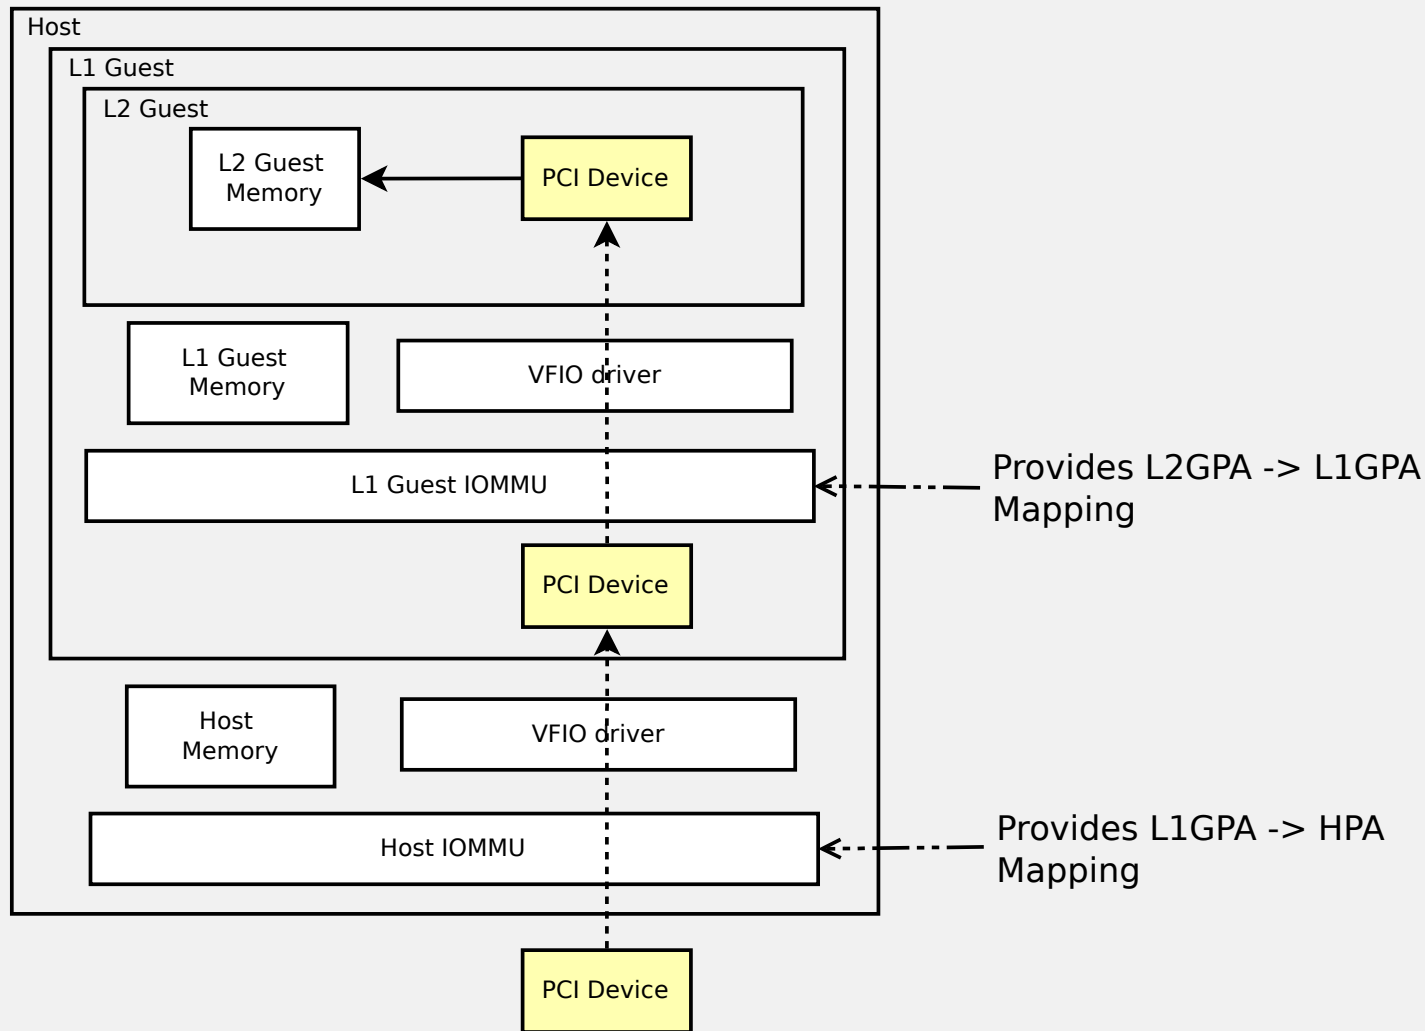 Host
L1 Guest
L2 Guest
L2 Guest
Memory
PCI Device
L1 Guest
Memory
VFIO driver
L1 Guest IOMMU
Provides L2GPA -> L1GPA
Mapping
PCI Device
Host
Memory
VFIO driver
Host IOMMU
Provides L1GPA -> HPA
Mapping
PCI Device